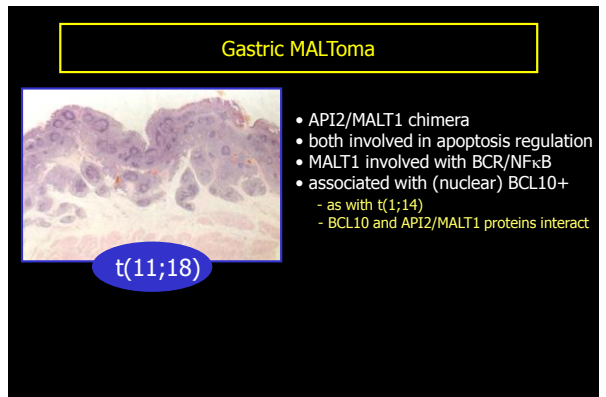 Gastric MALToma
• API2/MALT1 chimera
• both involved in apoptosis regulation
• MALT1 involved with BCR/NFκB
• associated with (nuclear) BCL10+
- as with t(1;14)
- BCL10 and API2/MALT1 proteins interact
t(11;18)